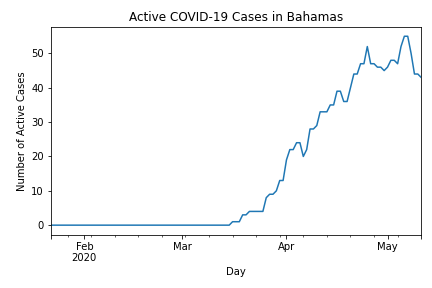 Active COVID-19 Cases in Bahamas
Number of Active Cases
50
40
30
20
10
0
Feb
2020
Mar
Apr
May
Day